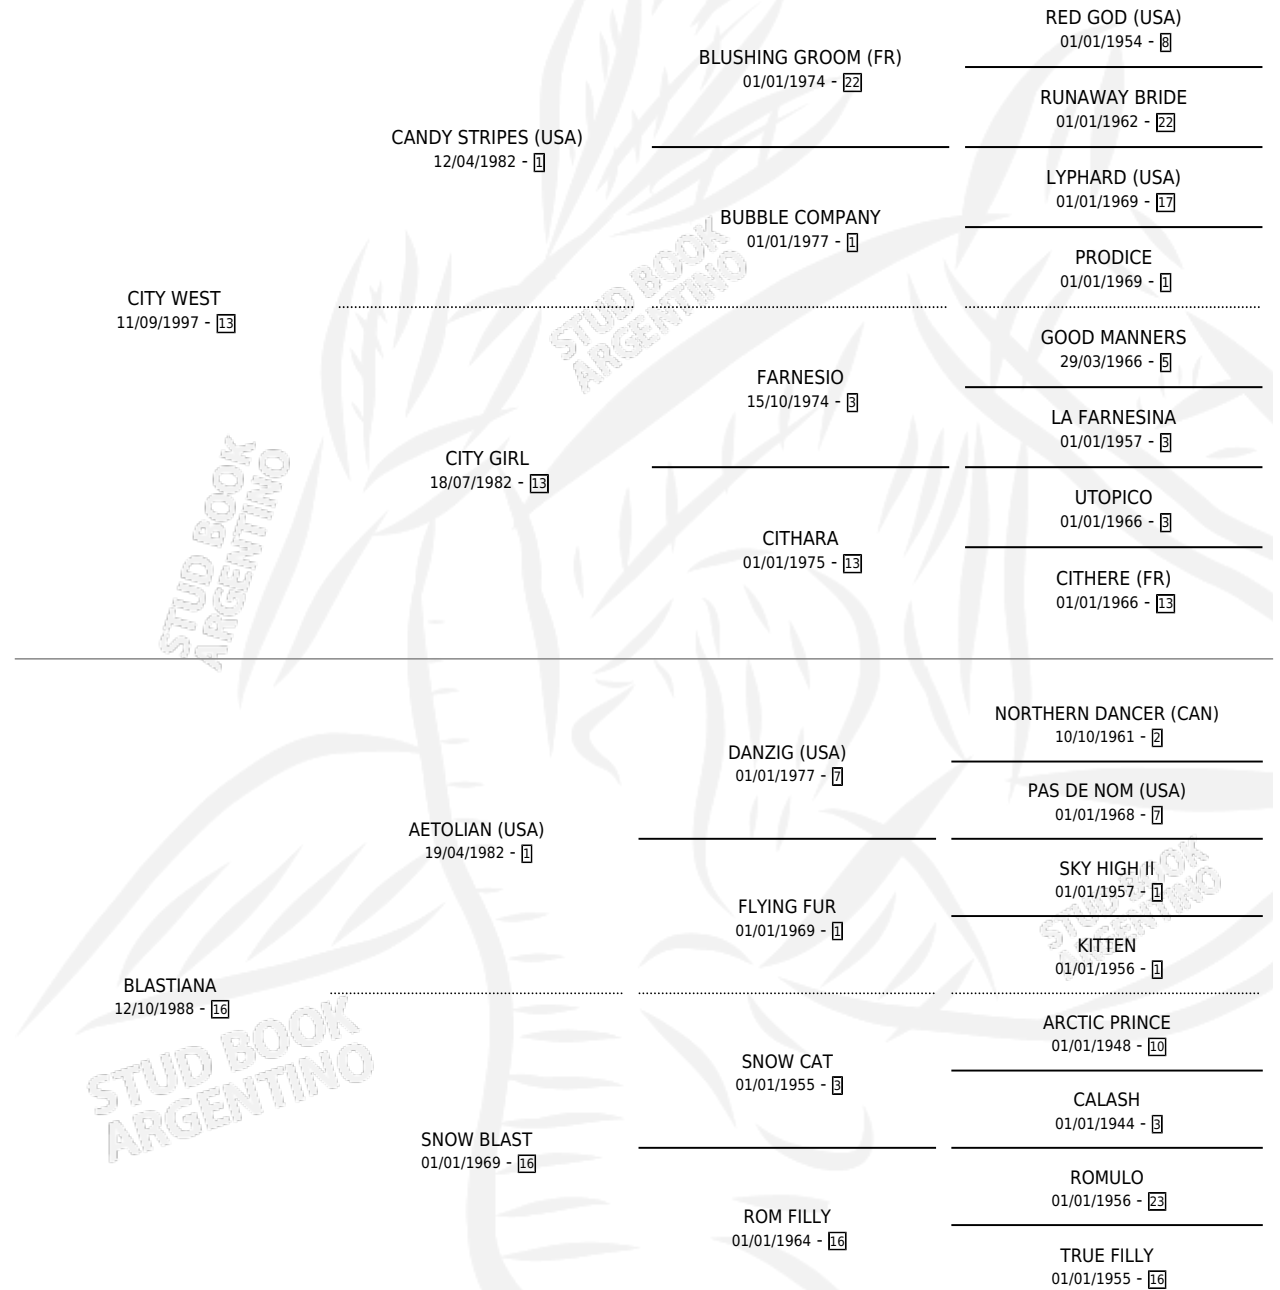 RED GOD (USA)
01/01/1954 - 8
BLUSHING GROOM (FR)
01/01/1974 - 22
RUNAWAY BRIDE
01/01/1962 - 22
CANDY STRIPES (USA)
12/04/1982 - 1
LYPHARD (USA)
01/01/1969 - 17
BUBBLE COMPANY
01/01/1977 - 1
PRODICE
01/01/1969 - 1
CITY WEST
11/09/1997 - 13
STUD BOOK
ARGENTINO
GOOD MANNERS
29/03/1966 - 5
FARNESIO
15/10/1974 - 3
LA FARNESINA
01/01/1957 - 3
CITY GIRL
18/07/1982 - 13
UTOPICO
01/01/1966 - 3
CITHARA
01/01/1975 - 13
CITHERE (FR)
01/01/1966 - 13
STUD BOOK
ARGENTINO
NORTHERN DANCER (CAN)
10/10/1961 - 2
DANZIG (USA)
01/01/1977 - 7
PAS DE NOM (USA)
01/01/1968 - 7
AETOLIAN (USA)
19/04/1982 - 1
SKY HIGH II
01/01/1957 - 1
FLYING FUR
01/01/1969 - 1
STUD BOOK
ARGENTINO
KITTEN
01/01/1956 - 1
BLASTIANA
12/10/1988 - 16
ARCTIC PRINCE
01/01/1948 - 10
SNOW CAT
01/01/1955 - 3
STUD BOOK
ARGENTINO
CALASH
01/01/1944 - 3
SNOW BLAST
01/01/1969 - 16
ROMULO
01/01/1956 - 23
ROM FILLY
01/01/1964 - 16
TRUE FILLY
01/01/1955 - 16